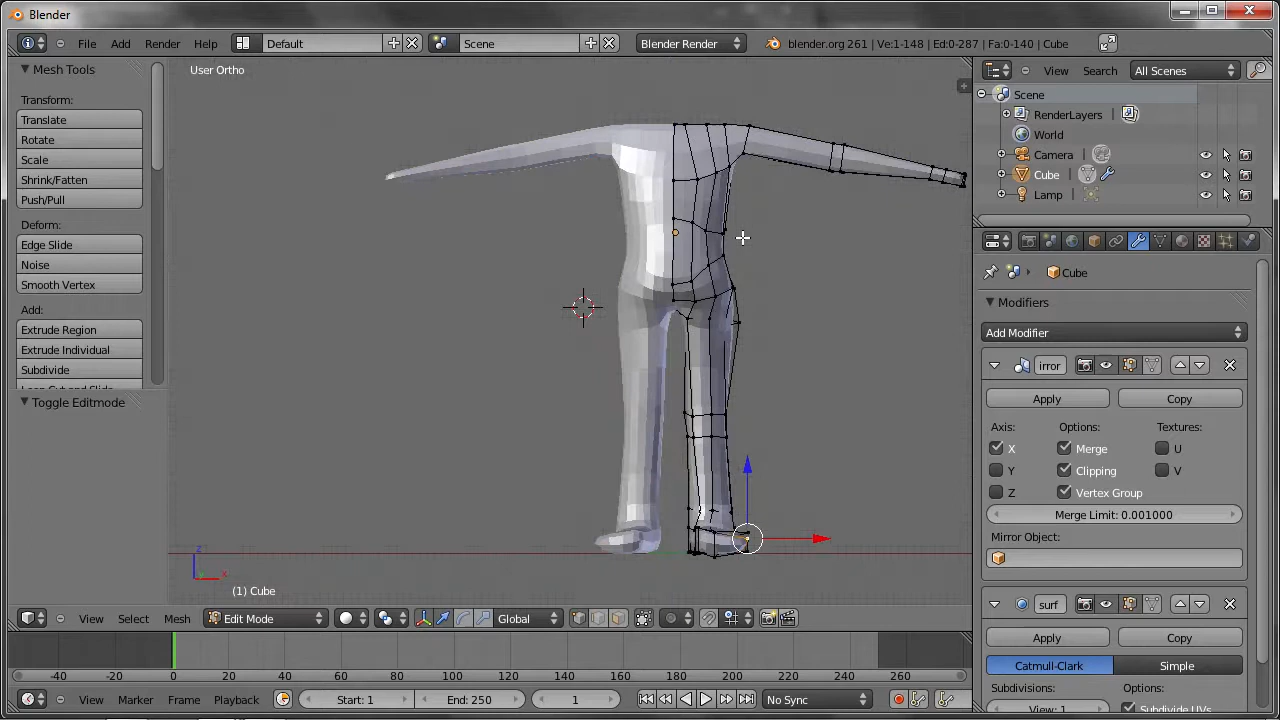 Blender
File Add Render Help Default Scene Blender Render blender.org 261 | Ve:1-148 | Ed:0-287 | Fa:0-140 | Cube
Mesh Tools
Transform:
Translate
Rotate
Scale
Shrink/Fatten
Push/Pull
Deform:
Edge Slide
Noise
Smooth Vertex
Add:
Extrude Region
Extrude Individual
Subdivide
Loop Cut and Slide
Toggle Editmode
User Ortho
z
x
(1) Cube
View Select Mesh Edit Mode Global
-40 -20 0 20 40 60 80 100 120 140 160 180 200 220 240 260
View Marker Frame Playback Start: 1 End: 250 1 No Sync
View Search All Scenes
Scene
RenderLayers |
World
Camera |
Cube |
Lamp |
Cube
Modifiers
Add Modifier
irror
Apply Copy
Axis: Options: Textures:
X Merge U
Y Clipping V
Z Vertex Group
Merge Limit: 0.001000
Mirror Object:
surf
Apply Copy
Catmull-Clark Simple
Subdivisions: Options:
View: 1 Subdivide UVs